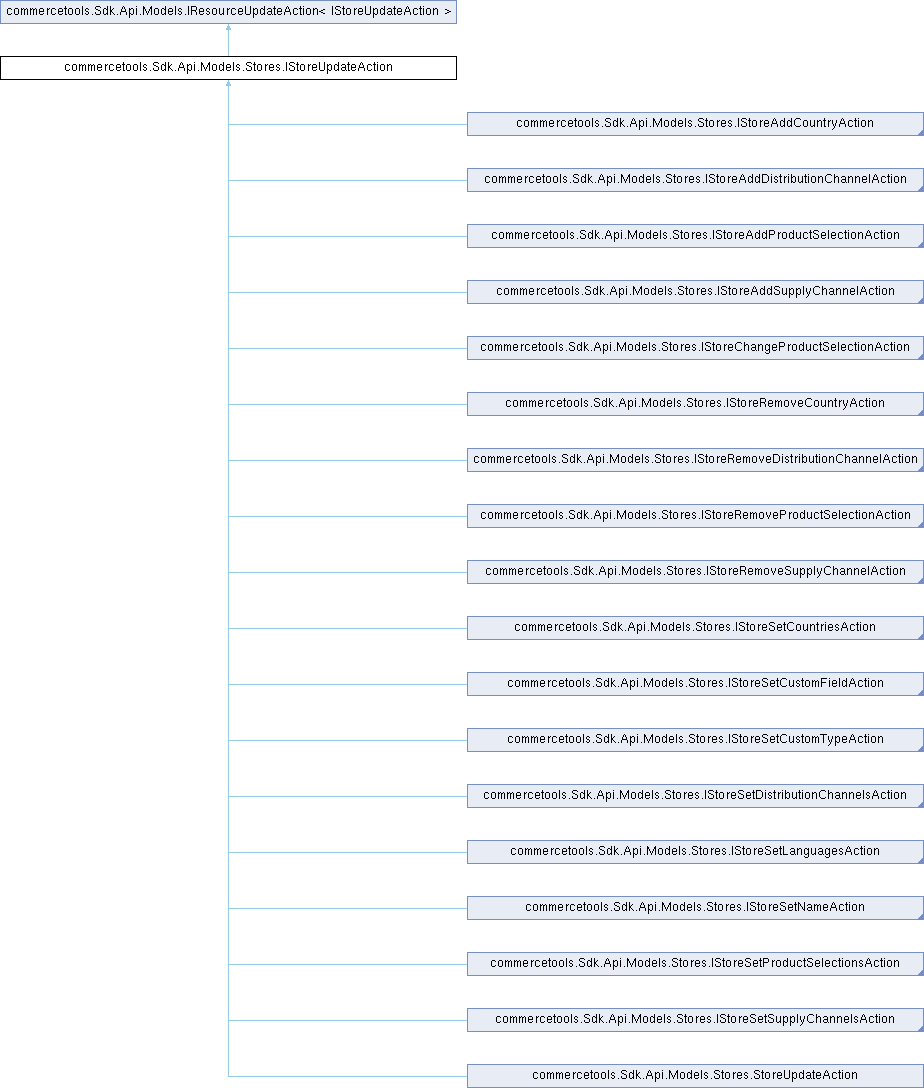 commercetools.Sdk.Api.Models.IResourceUpdateAction< IStoreUpdateAction >
commercetools.Sdk.Api.Models.Stores.IStoreUpdateAction
commercetools.Sdk.Api.Models.Stores.IStoreAddCountryAction
commercetools.Sdk.Api.Models.Stores.IStoreAddDistributionChannelAction
commercetools.Sdk.Api.Models.Stores.IStoreAddProductSelectionAction
commercetools.Sdk.Api.Models.Stores.IStoreAddSupplyChannelAction
commercetools.Sdk.Api.Models.Stores.IStoreChangeProductSelectionAction
commercetools.Sdk.Api.Models.Stores.IStoreRemoveCountryAction
commercetools.Sdk.Api.Models.Stores.IStoreRemoveDistributionChannelAction
commercetools.Sdk.Api.Models.Stores.IStoreRemoveProductSelectionAction
commercetools.Sdk.Api.Models.Stores.IStoreRemoveSupplyChannelAction
commercetools.Sdk.Api.Models.Stores.IStoreSetCountriesAction
commercetools.Sdk.Api.Models.Stores.IStoreSetCustomFieldAction
commercetools.Sdk.Api.Models.Stores.IStoreSetCustomTypeAction
commercetools.Sdk.Api.Models.Stores.IStoreSetDistributionChannelsAction
commercetools.Sdk.Api.Models.Stores.IStoreSetLanguagesAction
commercetools.Sdk.Api.Models.Stores.IStoreSetNameAction
commercetools.Sdk.Api.Models.Stores.IStoreSetProductSelectionsAction
commercetools.Sdk.Api.Models.Stores.IStoreSetSupplyChannelsAction
commercetools.Sdk.Api.Models.Stores.StoreUpdateAction